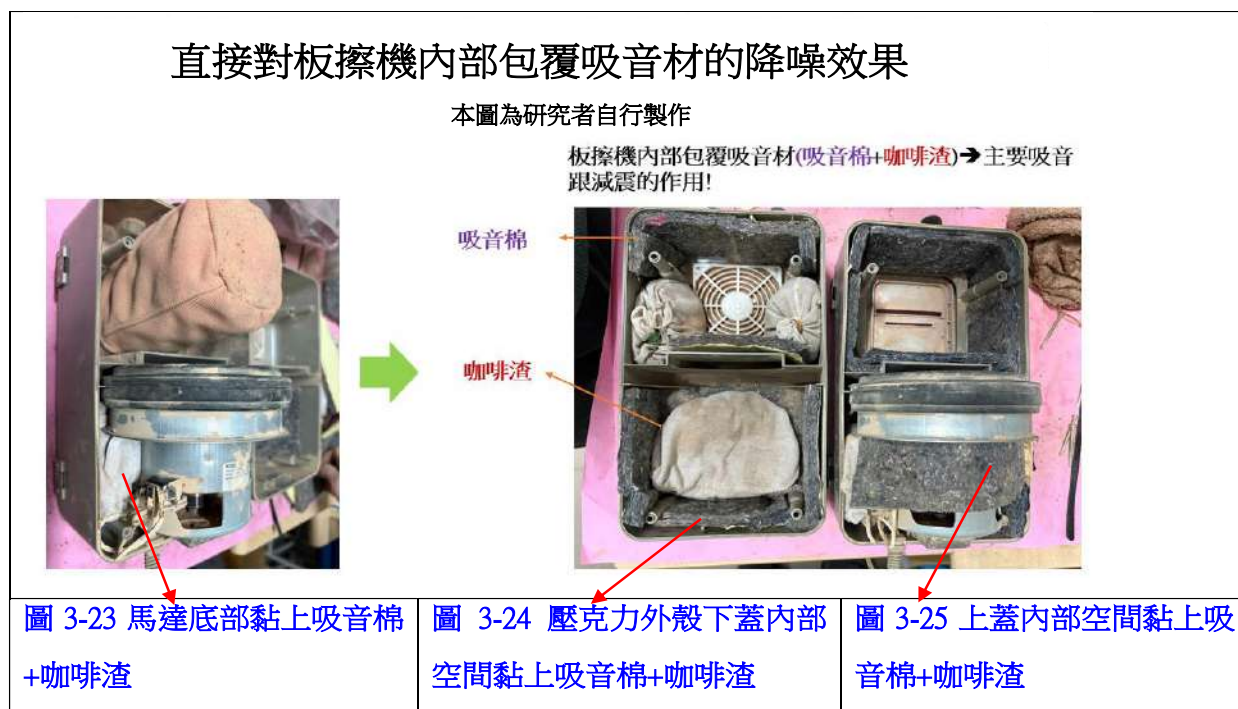 直接對板擦機內部包覆吸音材的降噪效果
本圖為研究者自行製作
板擦機內部包覆吸音材(吸音棉+咖啡渣)➔主要吸音
跟減震的作用!
吸音棉
咖啡渣
圖 3-23 馬達底部黏上吸音棉
+咖啡渣
圖 3-24 壓克力外殼下蓋內部
空間黏上吸音棉+咖啡渣
圖 3-25 上蓋內部空間黏上吸
音棉+咖啡渣